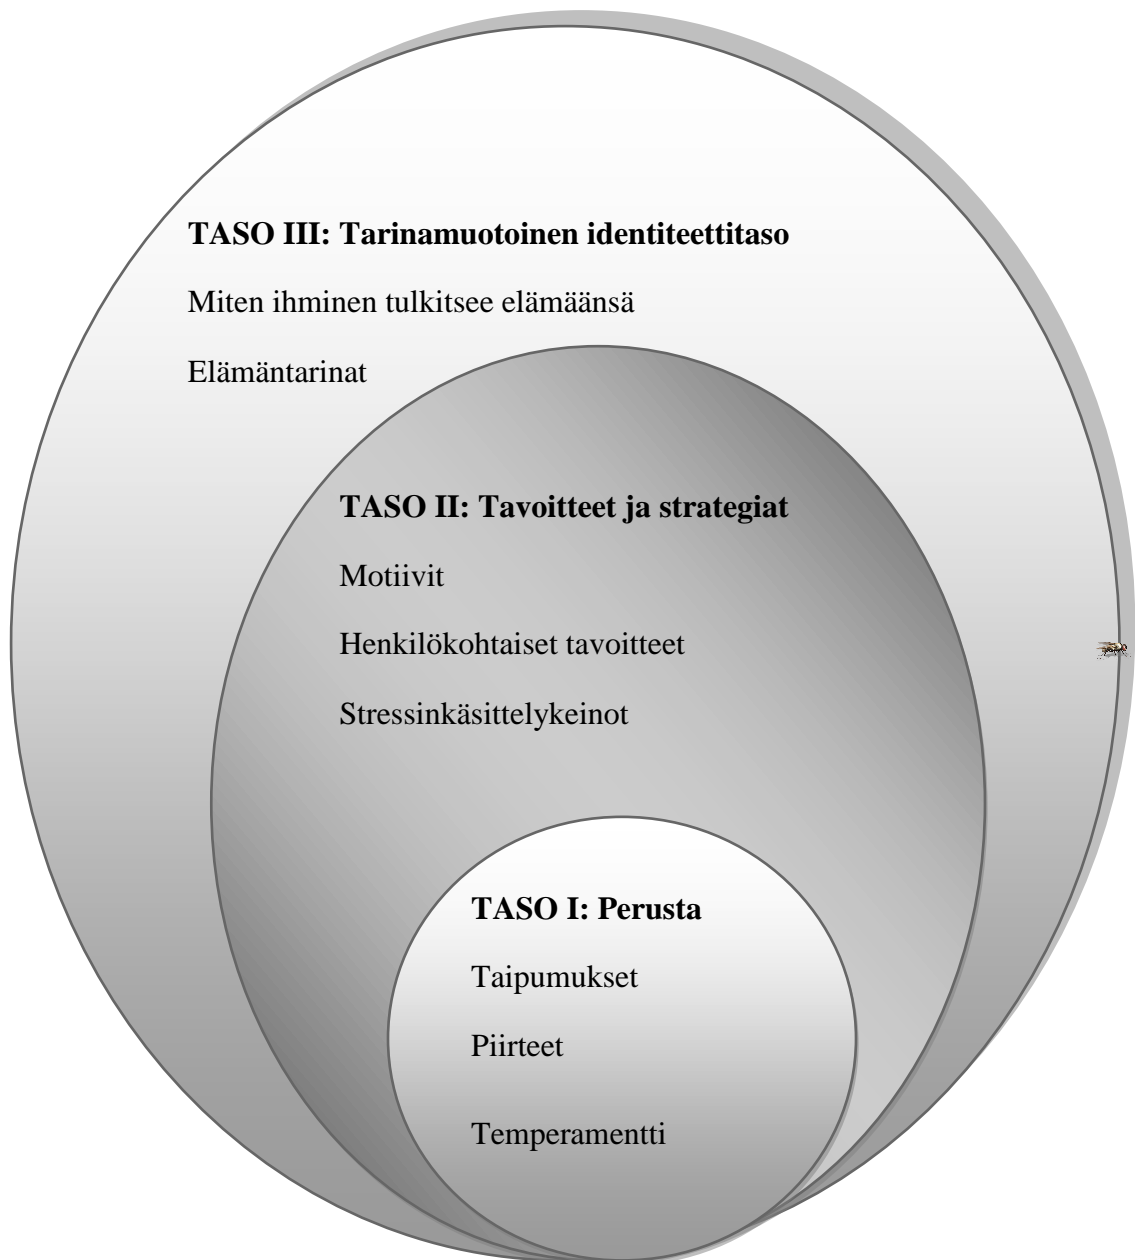 TASO III: Tarinamuotoinen identiteettitaso
Miten ihminen tulkitsee elämäänsä
Elämäntarinat
TASO II: Tavoitteet ja strategiat
Motiivit
Henkilökohtaiset tavoitteet
Stressinkäsittelykeinot
TASO I: Perusta
Taipumukset
Piirteet
Temperamentti